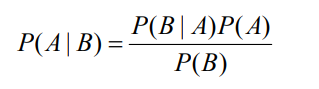 P(A | B) = P(B | A)P(A) / P(B)